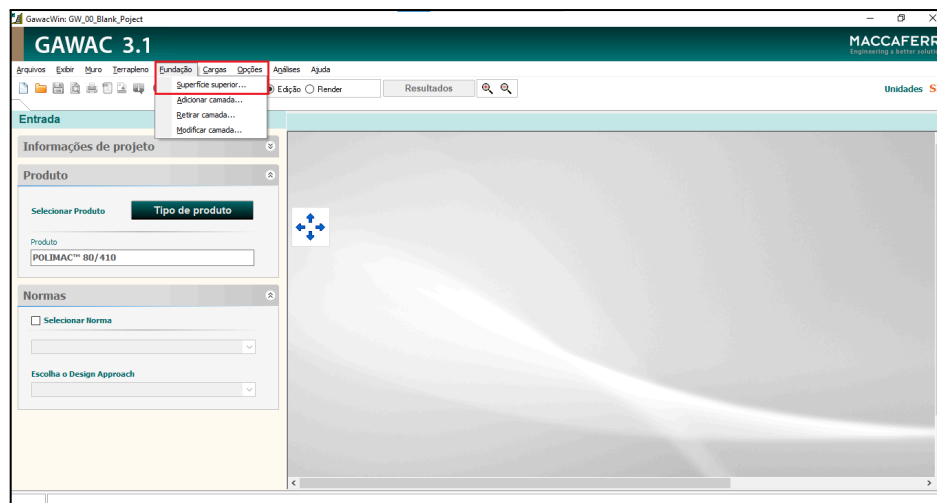 GawacWin: GW_00_Blank_Poject
GAWAC 3.1
MACCAFERR
Engineering a better soluti
Arquivos Exibir Muro Terrapleno Fundação Cargas Opções Análises Ajuda
Superfície superior...
Adicionar camada...
Retirar camada...
Modificar camada...
Edição Render
Resultados
Unidades S
Entrada
Informações de projeto
Produto
Selecionar Produto
Tipo de produto
Produto
POLIMAC™ 80/410
Normas
Selecionar Norma
Escolha o Design Approach